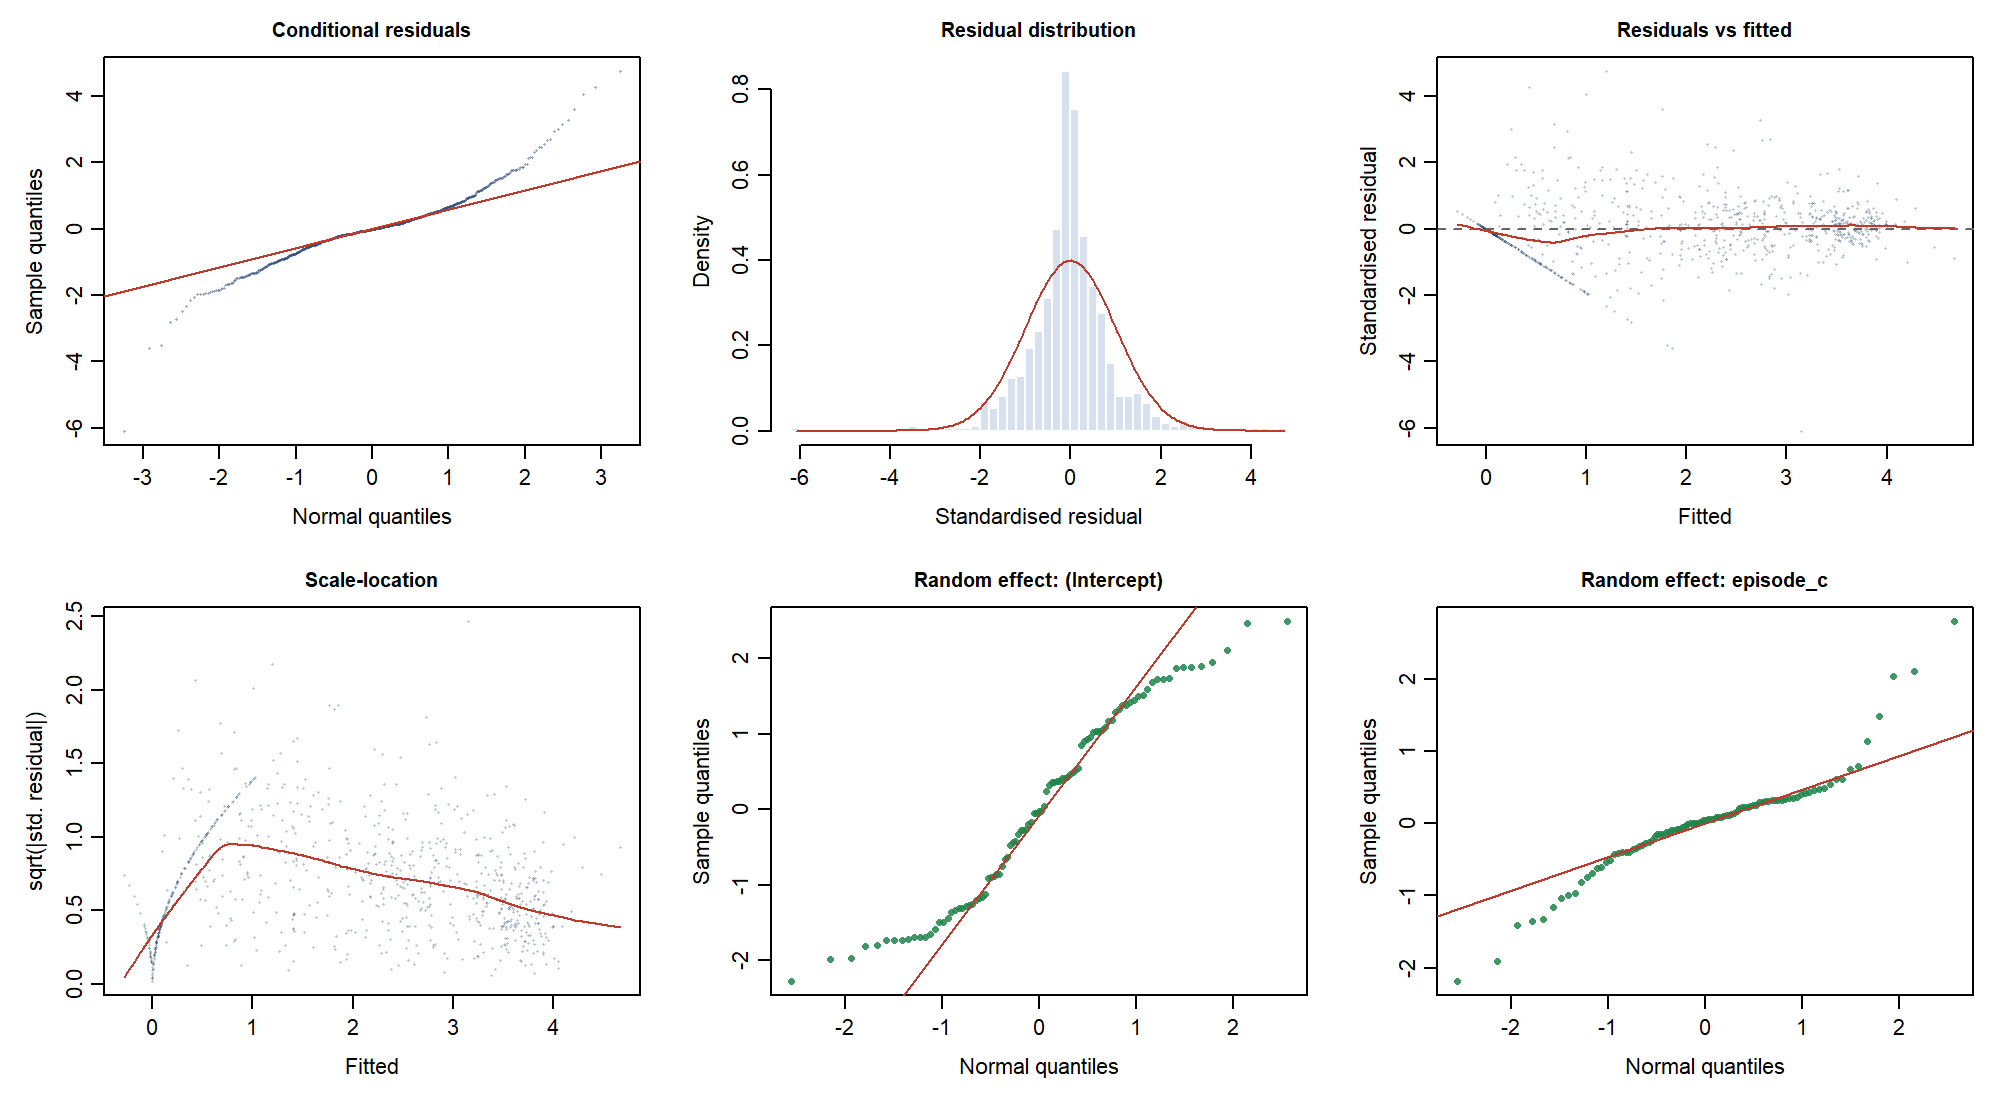 Conditional residuals
Sample quantiles
-6 -4 -2 0 2 4
-3 -2 -1 0 1 2 3
Normal quantiles
Residual distribution
Density
0.0 0.2 0.4 0.6 0.8
-6 -4 -2 0 2 4
Standardised residual
Residuals vs fitted
Standardised residual
-6 -4 -2 0 2 4
0 1 2 3 4
Fitted
Scale-location
sqrt(|std. residual|)
0.0 0.5 1.0 1.5 2.0 2.5
0 1 2 3 4
Fitted
Random effect: (Intercept)
Sample quantiles
-2 -1 0 1 2
-2 -1 0 1 2
Normal quantiles
Random effect: episode_c
Sample quantiles
-2 -1 0 1 2
-2 -1 0 1 2
Normal quantiles